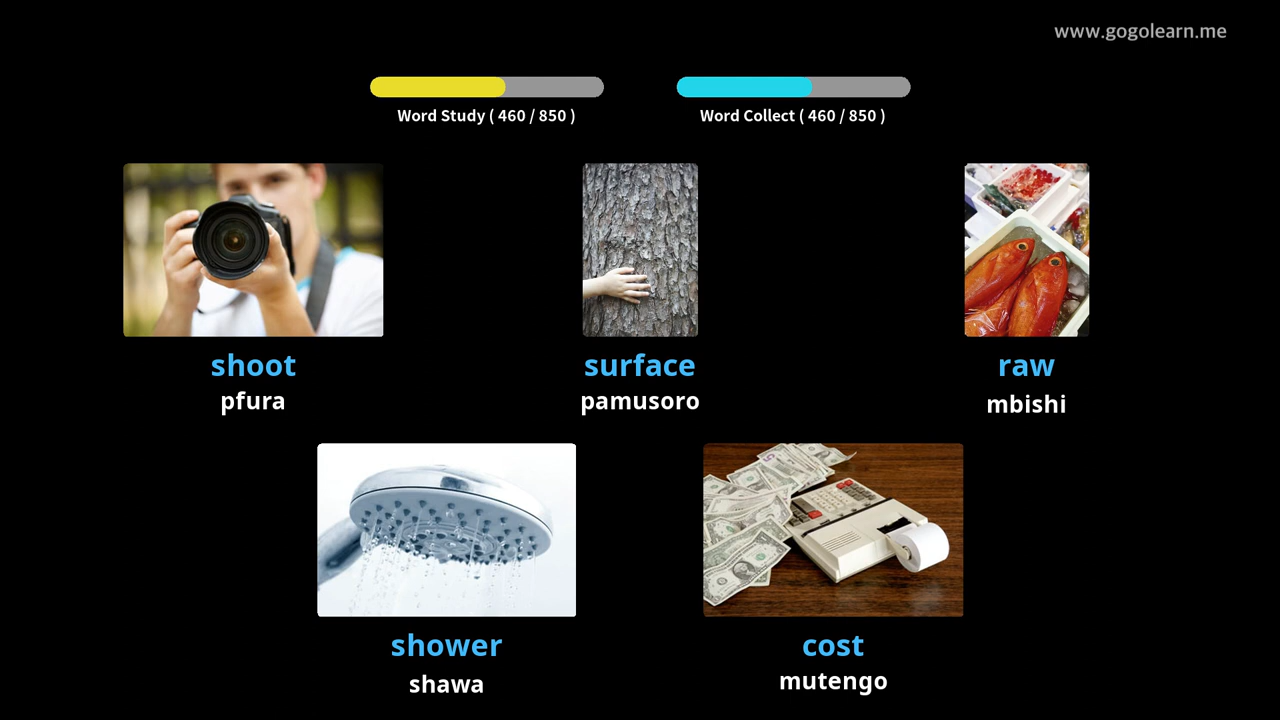 www.gogolearn.me
Word Study ( 460 / 850 )
Word Collect ( 460 / 850 )
shoot
pfura
surface
pamusoro
raw
mbishi
shower
shawa
cost
mutengo